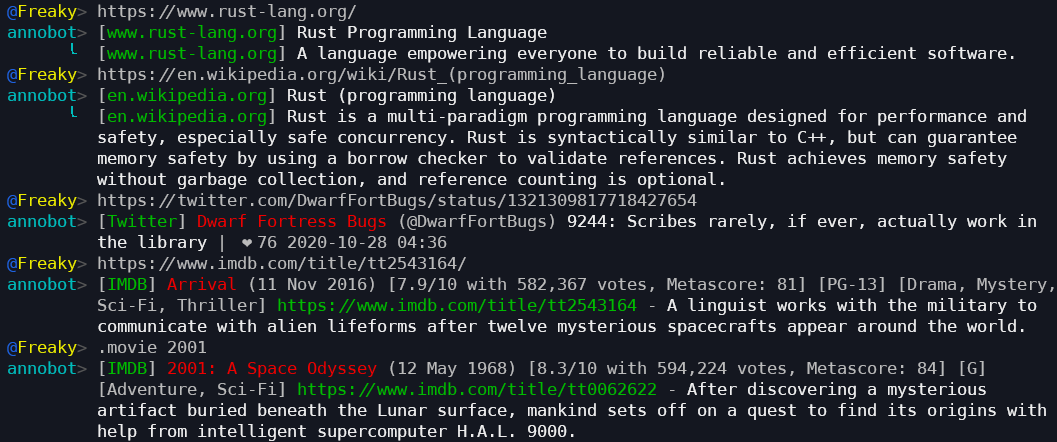 @Freaky> https://www.rust-lang.org/
annobot> [www.rust-lang.org] Rust Programming Language
╰ [www.rust-lang.org] A language empowering everyone to build reliable and efficient software.
@Freaky> https://en.wikipedia.org/wiki/Rust_(programming_language)
annobot> [en.wikipedia.org] Rust (programming language)
╰ [en.wikipedia.org] Rust is a multi-paradigm programming language designed for performance and
safety, especially safe concurrency. Rust is syntactically similar to C++, but can guarantee
memory safety by using a borrow checker to validate references. Rust achieves memory safety
without garbage collection, and reference counting is optional.
@Freaky> https://twitter.com/DwarfFortBugs/status/1321309817718427654
annobot> [Twitter] Dwarf Fortress Bugs (@DwarfFortBugs) 9244: Scribes rarely, if ever, actually work in
the library | ❤ 76 2020-10-28 04:36
@Freaky> https://www.imdb.com/title/tt2543164/
annobot> [IMDB] Arrival (11 Nov 2016) [7.9/10 with 582,367 votes, Metascore: 81] [PG-13] [Drama, Mystery,
Sci-Fi, Thriller] https://www.imdb.com/title/tt2543164 - A linguist works with the military to
communicate with alien lifeforms after twelve mysterious spacecrafts appear around the world.
@Freaky> .movie 2001
annobot> [IMDB] 2001: A Space Odyssey (12 May 1968) [8.3/10 with 594,224 votes, Metascore: 84] [G]
[Adventure, Sci-Fi] https://www.imdb.com/title/tt0062622 - After discovering a mysterious
artifact buried beneath the Lunar surface, mankind sets off on a quest to find its origins with
help from intelligent supercomputer H.A.L. 9000.